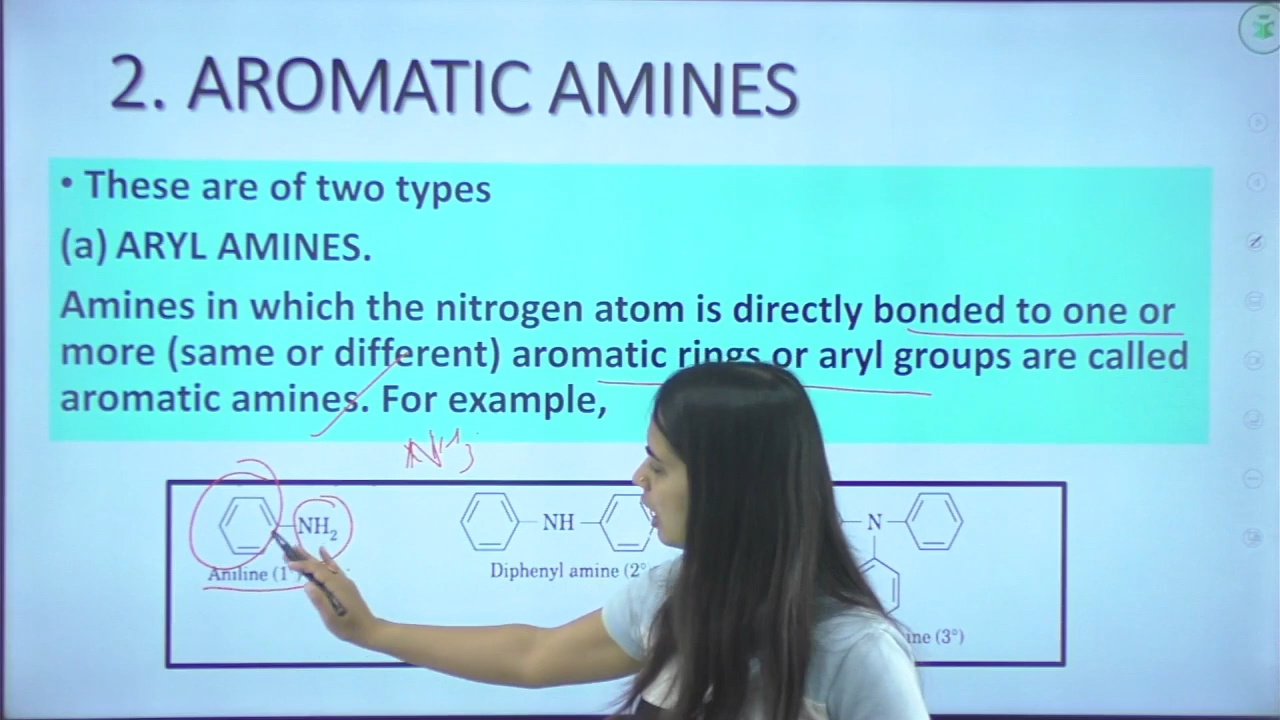 2. AROMATIC AMINES
• These are of two types
(a) ARYL AMINES.
Amines in which the nitrogen atom is directly bonded to one or
more (same or different) aromatic rings or aryl groups are called
aromatic amines. For example,
NH3
NH2
NH
N
Aniline (1°
Diphenyl amine (2°
ine (3°)